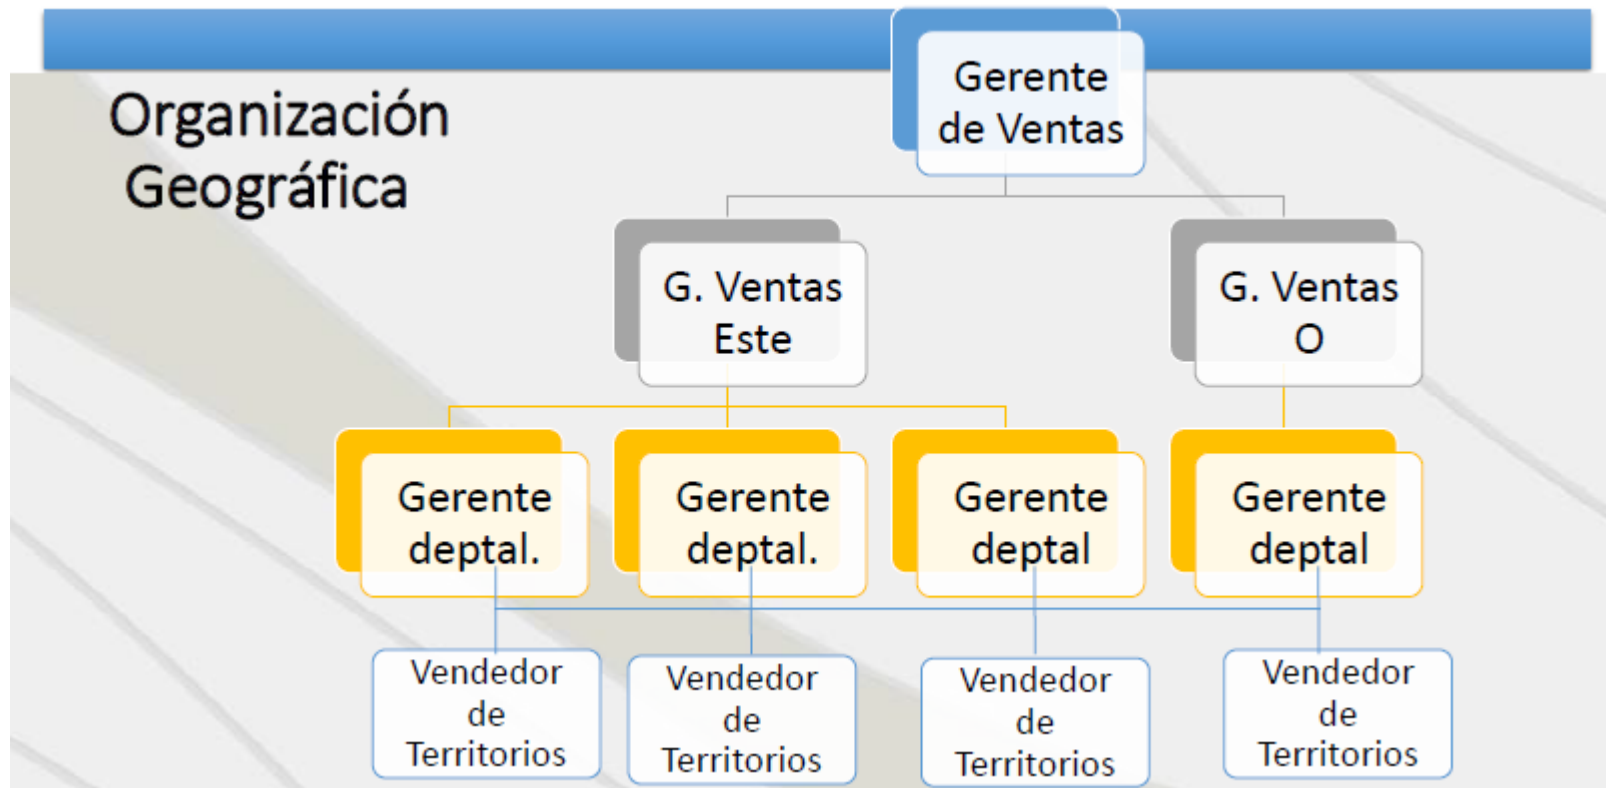 Organización
Geográfica
Gerente
de Ventas
G. Ventas
Este
G. Ventas
O
Gerente
deptal.
Gerente
deptal.
Gerente
deptal
Gerente
deptal
Vendedor
de
Territorios
Vendedor
de
Territorios
Vendedor
de
Territorios
Vendedor
de
Territorios